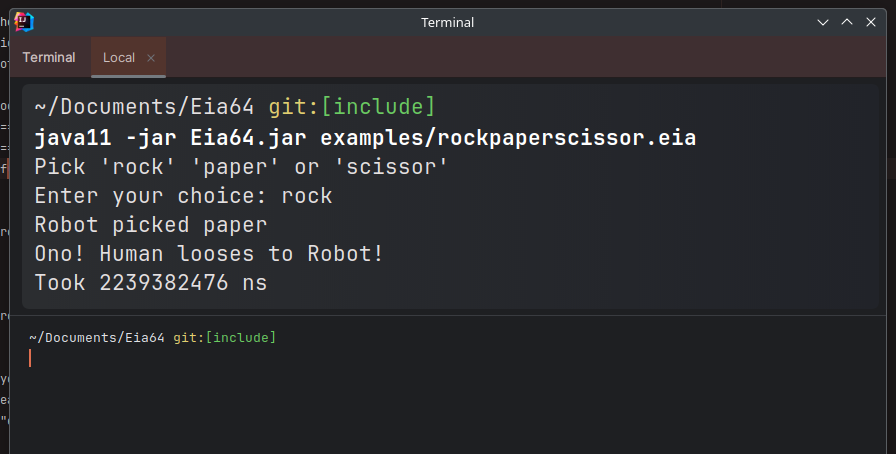 Terminal
Terminal Local
~/Documents/Eia64 git:[include]
java11 -jar Eia64.jar examples/rockpaperscissor.eia
Pick 'rock' 'paper' or 'scissor'
Enter your choice: rock
Robot picked paper
Ono! Human looses to Robot!
Took 2239382476 ns
~/Documents/Eia64 git:[include]